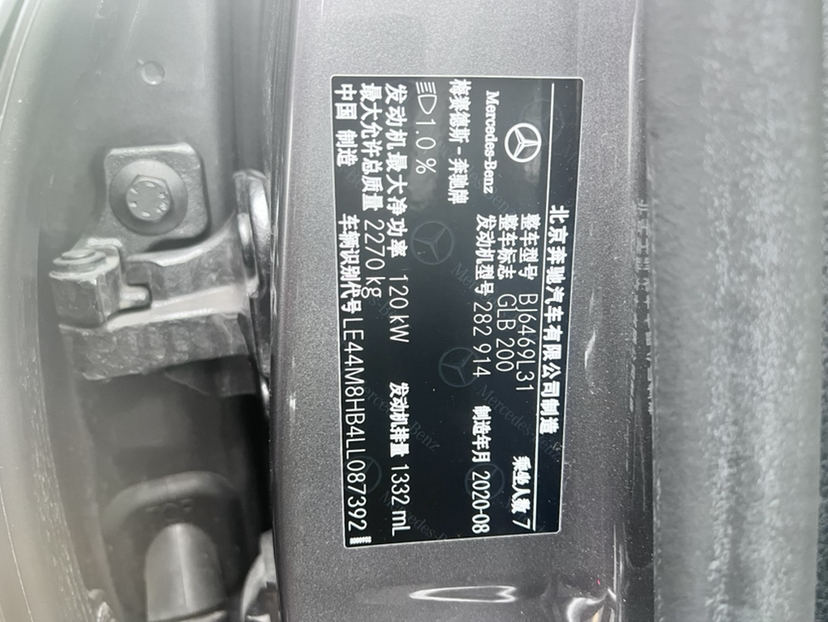 北京奔驰汽车有限公司制造
Mercedes-Benz
整车型号 BJ6469L31 乘坐人数 7
整车标志 GLB 200
梅赛德斯-奔驰牌 发动机型号 282 914 制造年月 2020-08
1.0 %
发动机最大净功率 120 kW 发动机排量 1332 mL
最大允许总质量 2270 kg
中国 制造 车辆识别代号 LE44M8HB4LL087392